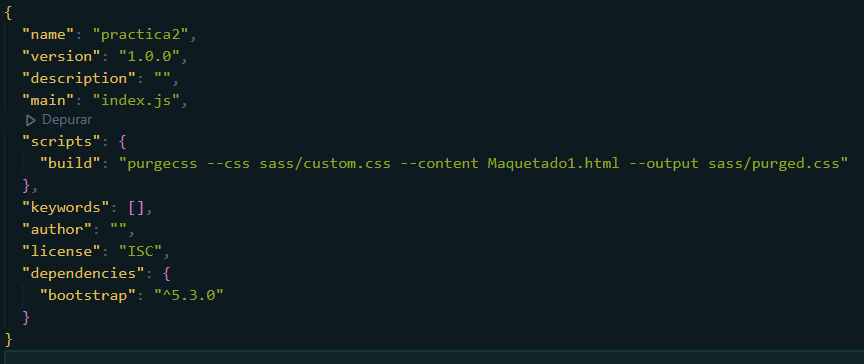 {
"name": "practica2",
"version": "1.0.0",
"description": "",
"main": "index.js",
Depurar
"scripts": {
"build": "purgecss --css sass/custom.css --content Maquetado1.html --output sass/purged.css"
},
"keywords": [],
"author": "",
"license": "ISC",
"dependencies": {
"bootstrap": "^5.3.0"
}
}